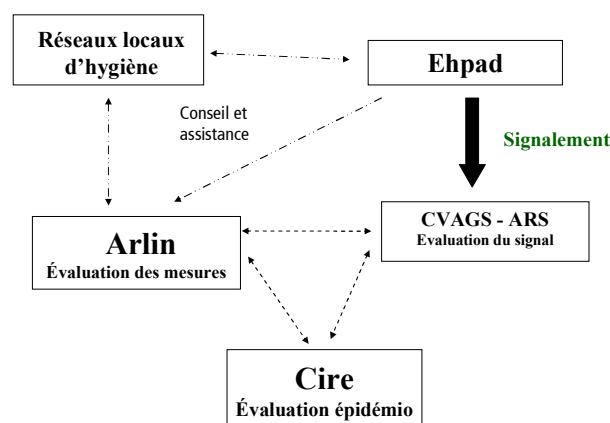 Réseaux locaux
d’hygiène
Ehpad
Conseil et
assistance
Signalement
Arlin
Évaluation des mesures
CVAGS - ARS
Evaluation du signal
Cire
Évaluation épidémio